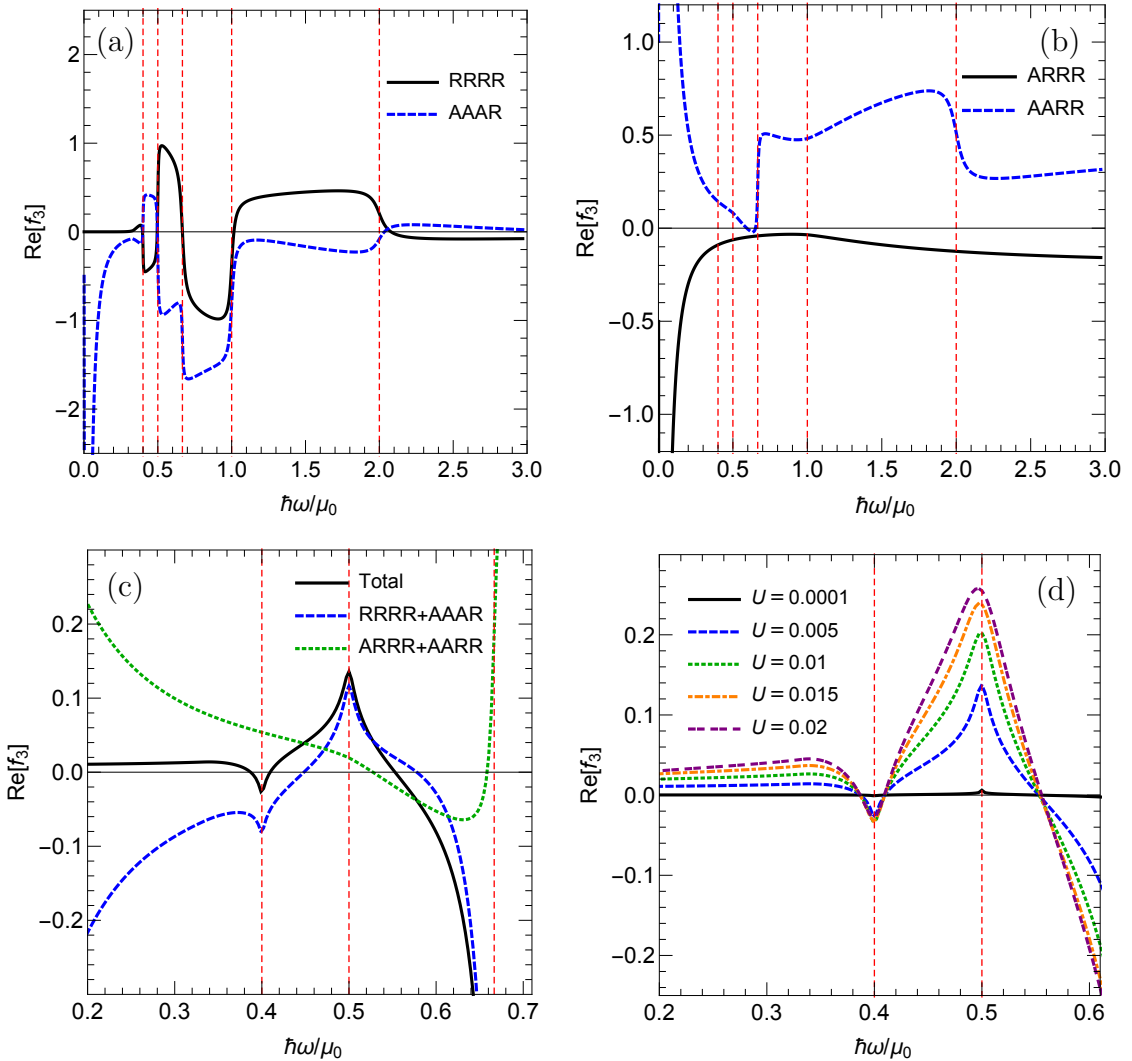 (a)
RRRR
AAAR
Re[f₃]
2
1
0
−1
−2
0.0 0.5 1.0 1.5 2.0 2.5 3.0
ħω/μ₀
(b)
ARRR
AARR
Re[f₃]
1.0
0.5
0.0
−0.5
−1.0
0.0 0.5 1.0 1.5 2.0 2.5 3.0
ħω/μ₀
(c)
Total
RRRR+AAAR
ARRR+AARR
Re[f₃]
0.2
0.1
0.0
−0.1
−0.2
0.2 0.3 0.4 0.5 0.6 0.7
ħω/μ₀
(d)
U = 0.0001
U = 0.005
U = 0.01
U = 0.015
U = 0.02
Re[f₃]
0.2
0.1
0.0
−0.1
−0.2
0.2 0.3 0.4 0.5 0.6
ħω/μ₀